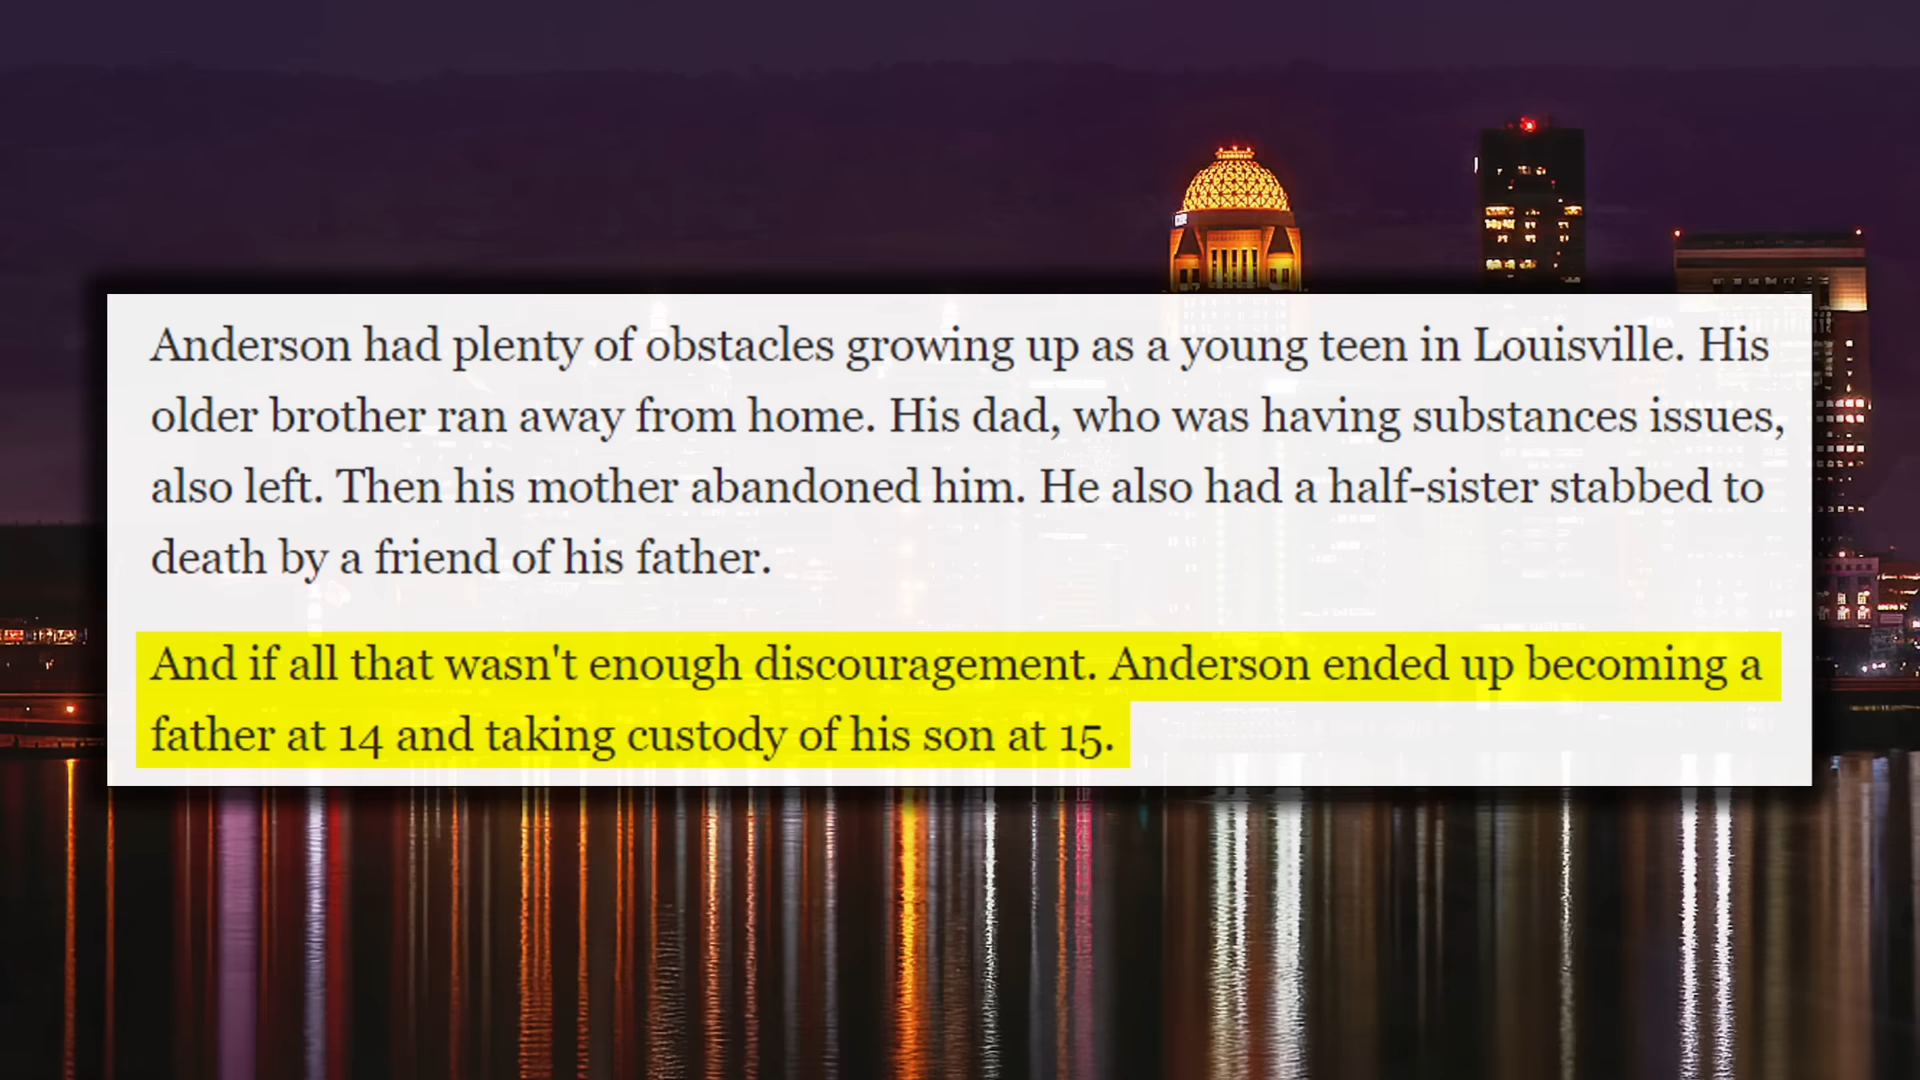 Anderson had plenty of obstacles growing up as a young teen in Louisville. His
older brother ran away from home. His dad, who was having substances issues,
also left. Then his mother abandoned him. He also had a half-sister stabbed to
death by a friend of his father.
And if all that wasn't enough discouragement. Anderson ended up becoming a
father at 14 and taking custody of his son at 15.